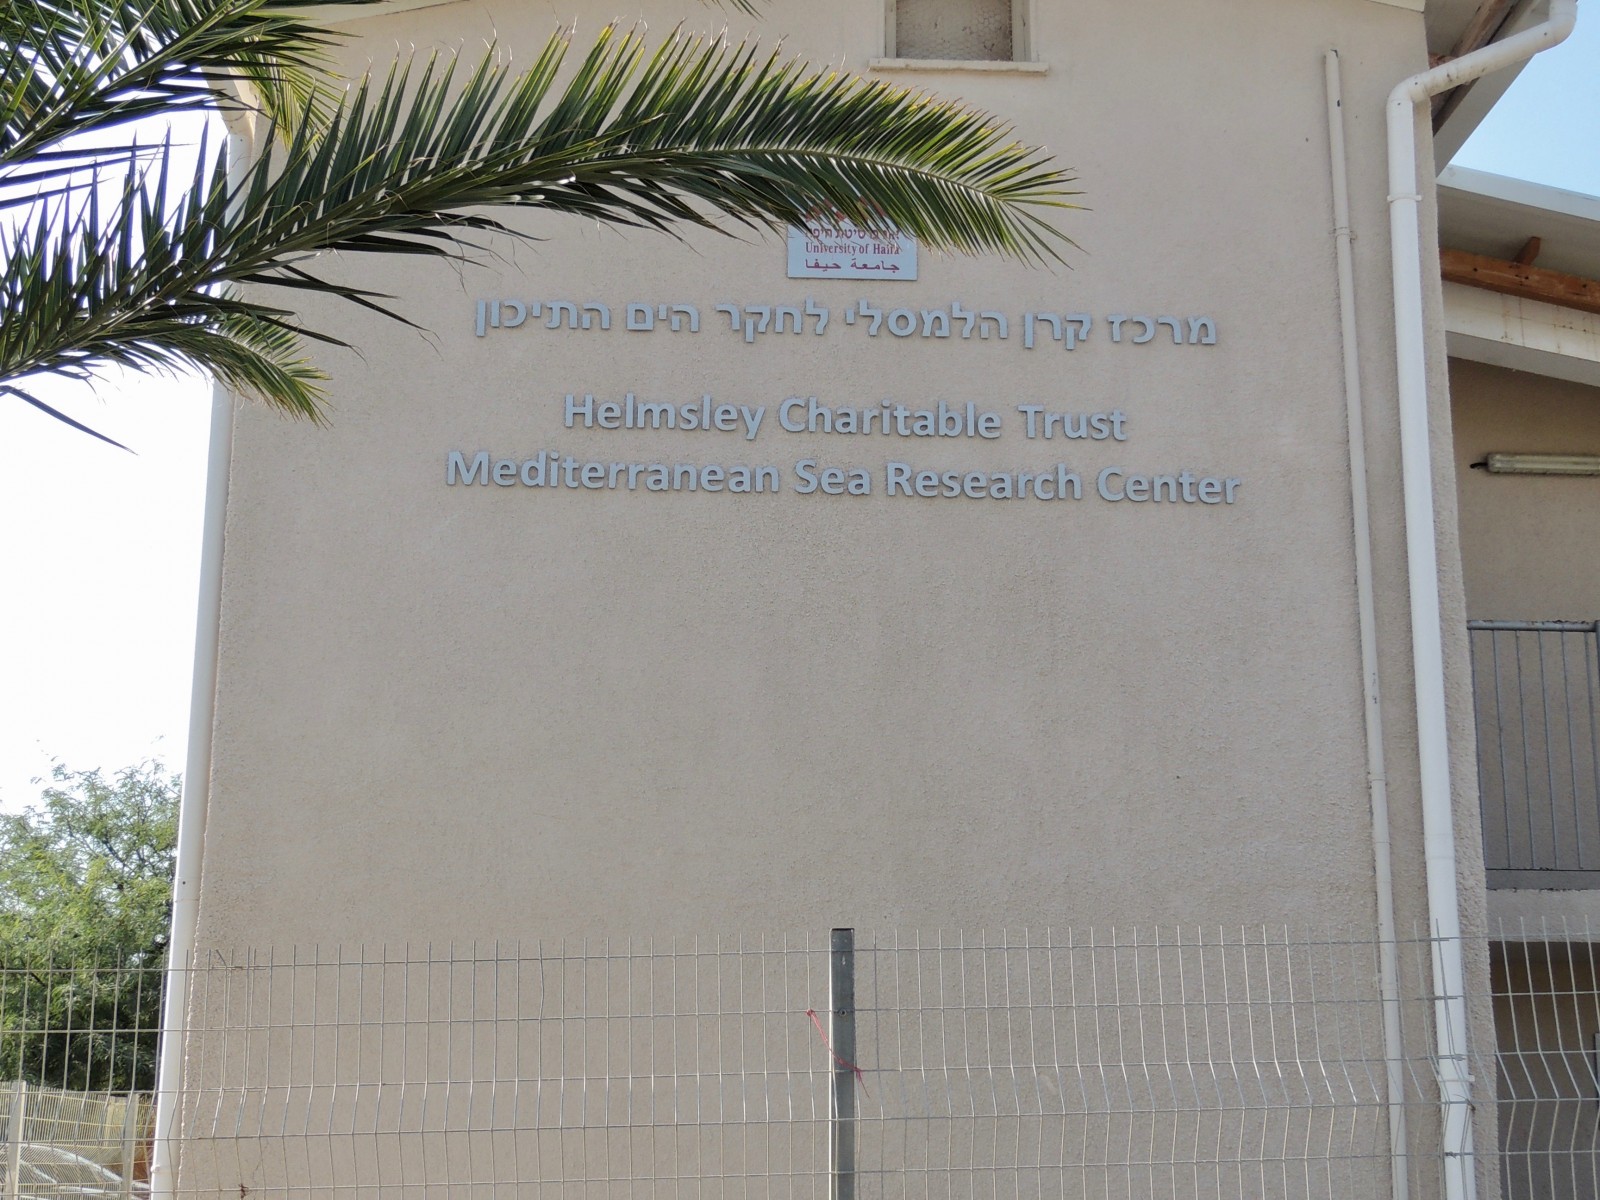 University of Haifa
جامعة حيفا
מרכז קרן הלמסלי לחקר הים התיכון
Helmsley Charitable Trust
Mediterranean Sea Research Center